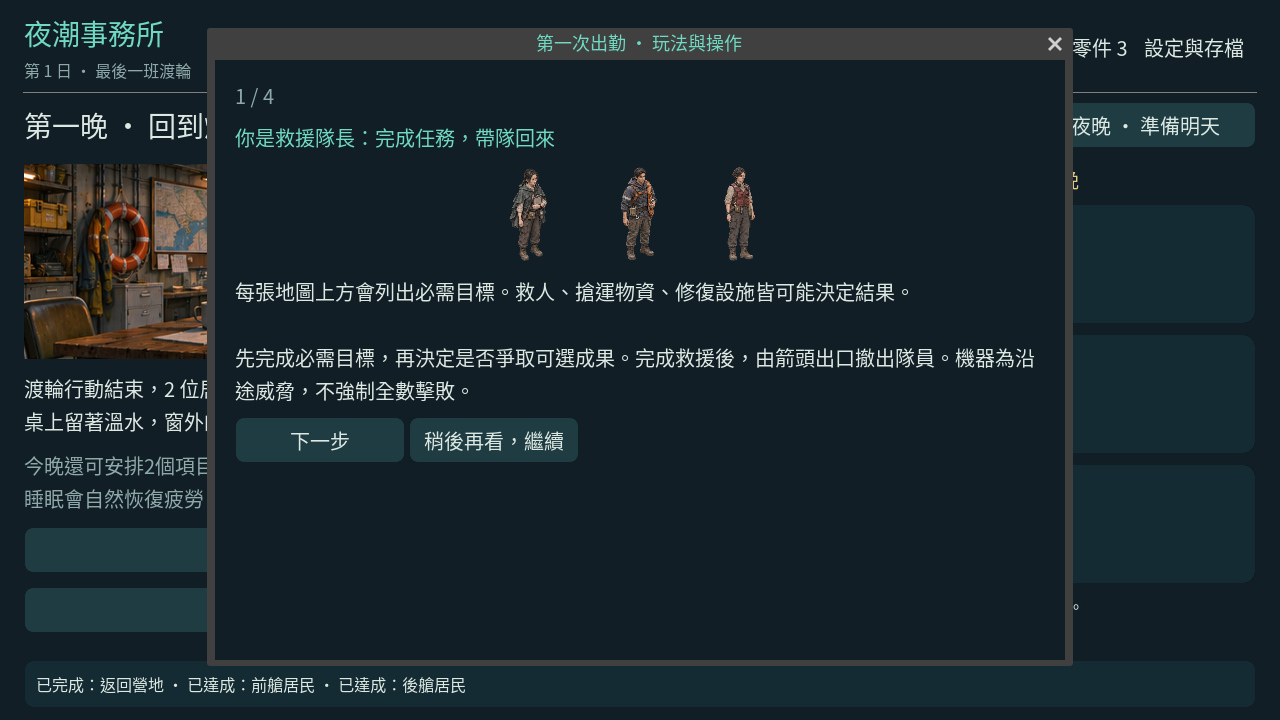 夜潮事務所
第 1 日 · 最後一班渡輪
零件 3　設定與存檔
第一次出勤 · 玩法與操作
第一晚 · 回到
夜晚 · 準備明天
1 / 4
你是救援隊長：完成任務，帶隊回來
每張地圖上方會列出必需目標。救人、搶運物資、修復設施皆可能決定結果。
先完成必需目標，再決定是否爭取可選成果。完成救援後，由箭頭出口撤出隊員。機器為沿
途威脅，不強制全數擊敗。
下一步
稍後再看，繼續
渡輪行動結束，2 位
桌上留著溫水，窗外
今晚還可安排2個項目
睡眠會自然恢復疲勞
已完成：返回營地 · 已達成：前艙居民 · 已達成：後艙居民